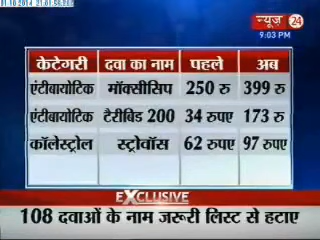 31.10.2014 21:01:58:20
न्यूज 24
9:03 PM
केटेगरी दवा का नाम पहले अब
एंटीबायोटिक मॉक्सीसिप 250 रु 399 रु
एंटीबायोटिक टैरीबिड 200 34 रुपए 173 रु
कॉलेस्ट्रोल स्ट्रोवॉस 62 रुपए 97 रुपए
EXCLUSIVE
108 दवाओं के नाम जरूरी लिस्ट से हटाए